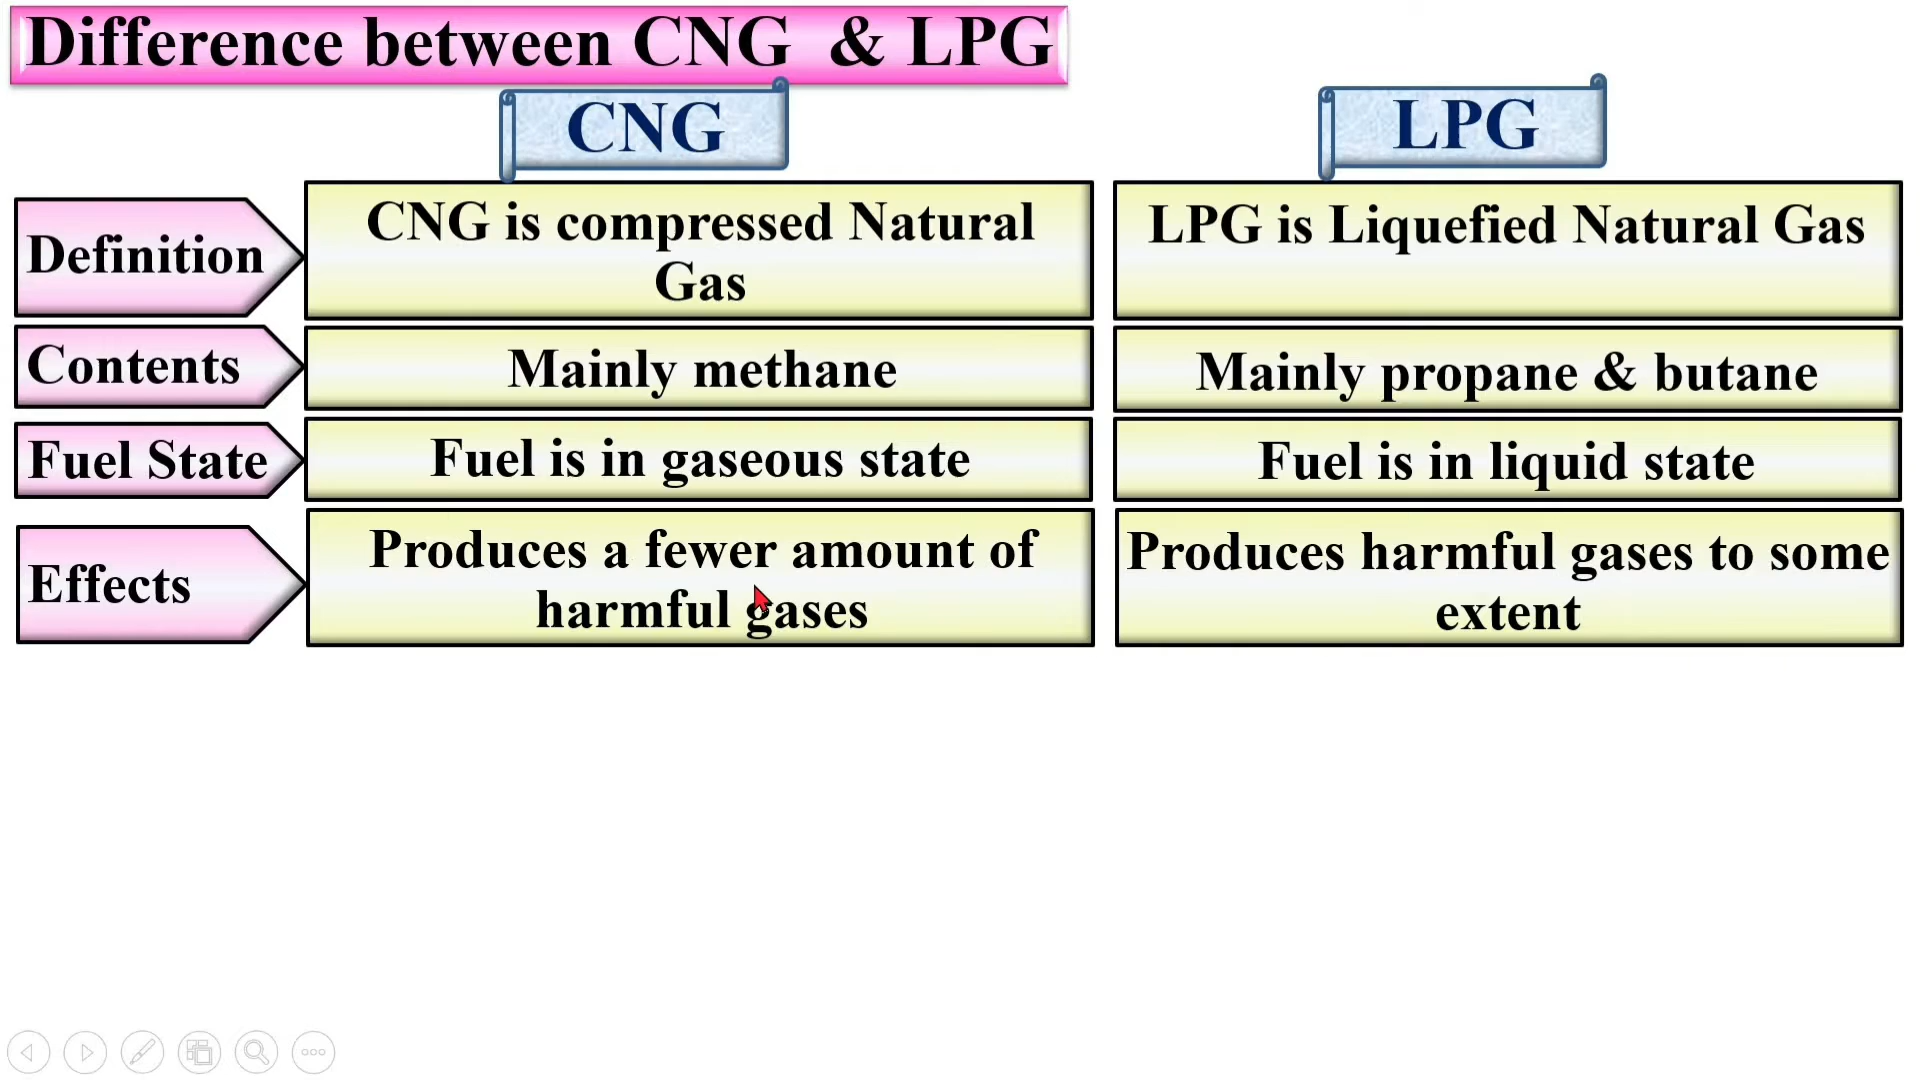 Difference between CNG & LPG
CNG
LPG
Definition
CNG is compressed Natural
Gas
LPG is Liquefied Natural Gas
Contents
Mainly methane
Mainly propane & butane
Fuel State
Fuel is in gaseous state
Fuel is in liquid state
Effects
Produces a fewer amount of
harmful gases
Produces harmful gases to some
extent